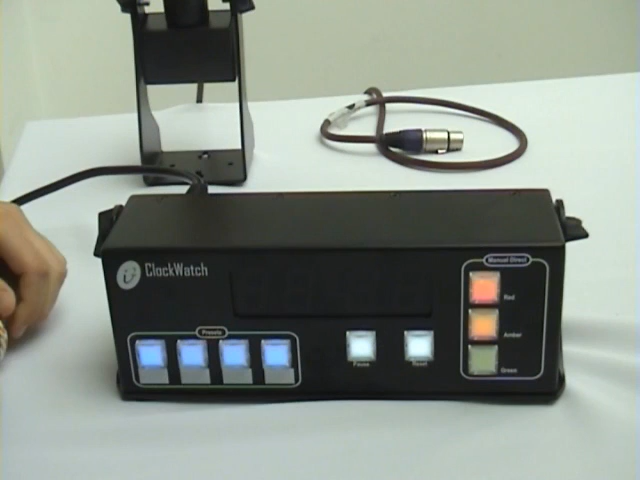 ClockWatch
Manual Direct
Red
Amber
Green
Presets
Pause
Reset